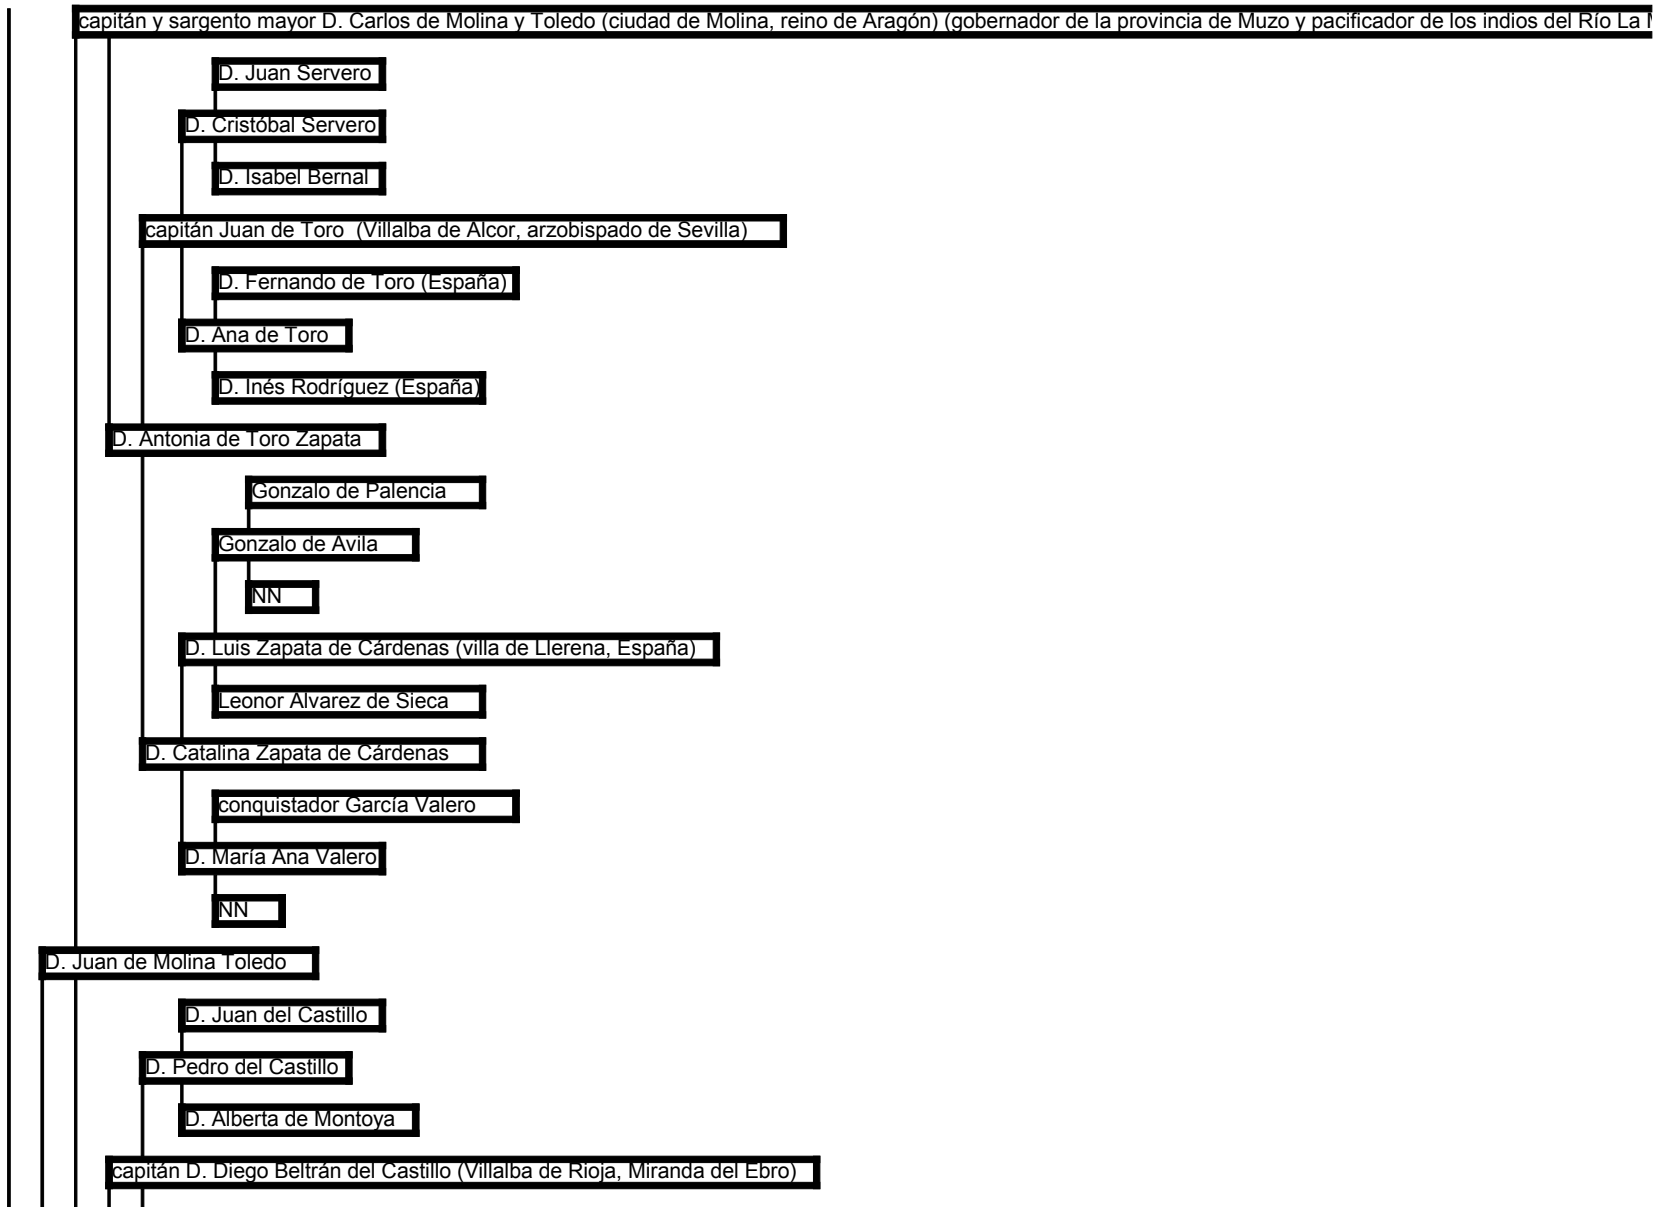 capitán y sargento mayor D. Carlos de Molina y Toledo (ciudad de Molina, reino de Aragón) (gobernador de la provincia de Muzo y pacificador de los indios del Río La
D. Juan Servero
D. Cristóbal Servero
D. Isabel Bernal
capitán Juan de Toro (Villalba de Alcor, arzobispado de Sevilla)
D. Fernando de Toro (España)
D. Ana de Toro
D. Inés Rodríguez (España)
D. Antonia de Toro Zapata
Gonzalo de Palencia
Gonzalo de Avila
NN
D. Luis Zapata de Cárdenas (villa de Llerena, España)
Leonor Alvarez de Sieca
D. Catalina Zapata de Cárdenas
conquistador García Valero
D. María Ana Valero
NN
D. Juan de Molina Toledo
D. Juan del Castillo
D. Pedro del Castillo
D. Alberta de Montoya
capitán D. Diego Beltrán del Castillo (Villalba de Rioja, Miranda del Ebro)